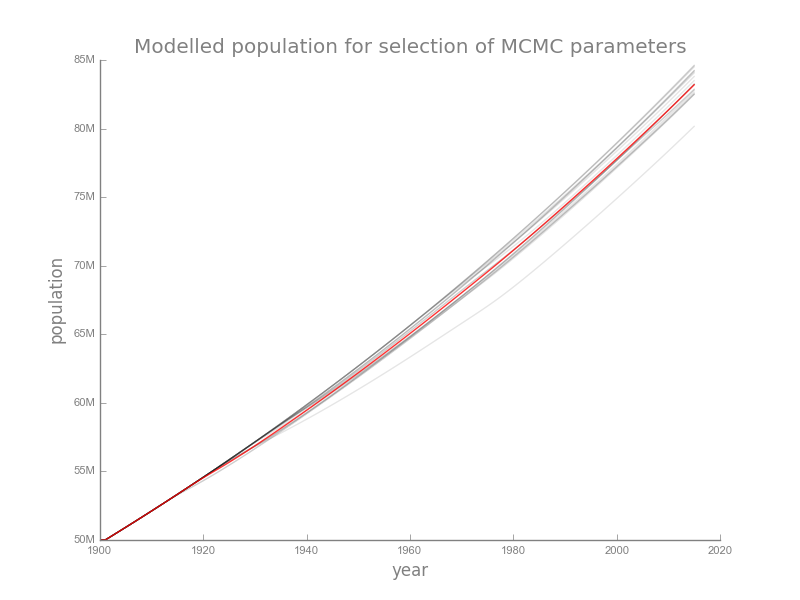 Modelled population for selection of MCMC parameters
85M
80M
75M
70M
65M
60M
55M
50M
population
1900
1920
1940
1960
1980
2000
2020
year